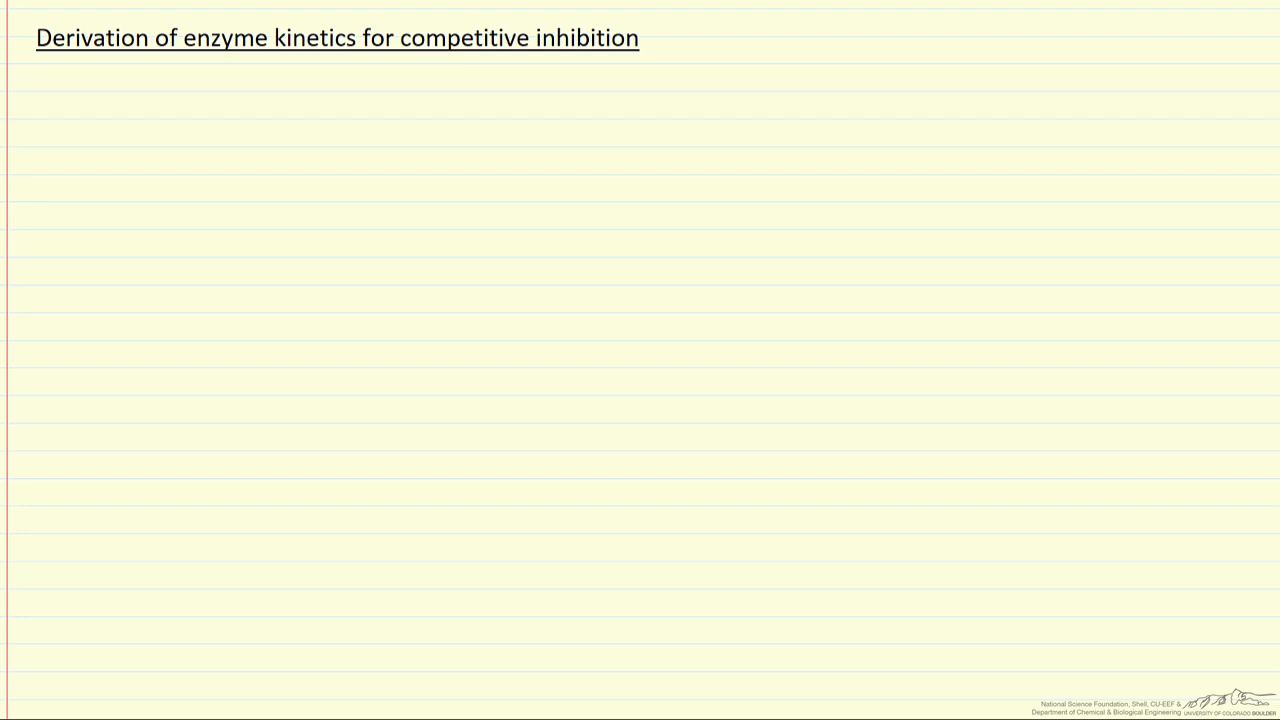 Derivation of enzyme kinetics for competitive inhibition
National Science Foundation, Shell, CU-EEF &
Department of Chemical & Biological Engineering
UNIVERSITY OF COLORADO BOULDER